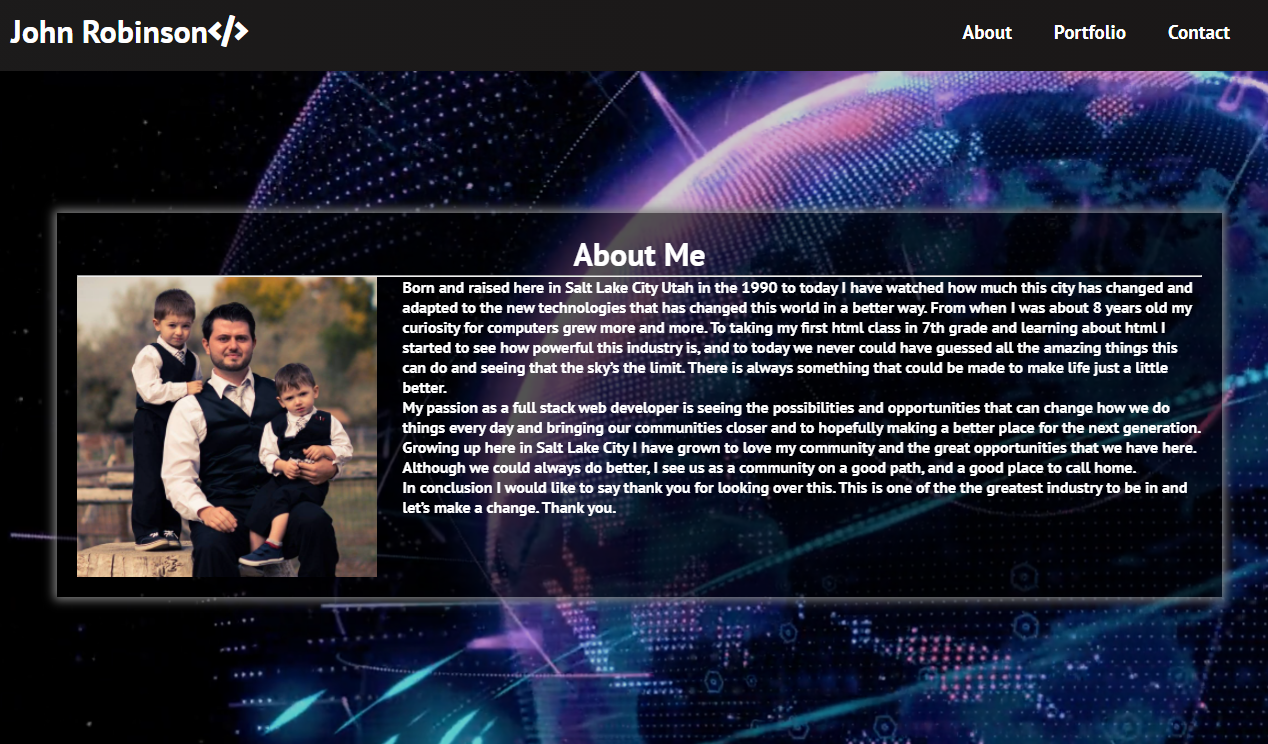 John Robinson</>
About Portfolio Contact
About Me
Born and raised here in Salt Lake City Utah in the 1990 to today I have watched how much this city has changed and
adapted to the new technologies that has changed this world in a better way. From when I was about 8 years old my
curiosity for computers grew more and more. To taking my first html class in 7th grade and learning about html I
started to see how powerful this industry is, and to today we never could have guessed all the amazing things this
can do and seeing that the sky's the limit. There is always something that could be made to make life just a little
better.
My passion as a full stack web developer is seeing the possibilities and opportunities that can change how we do
things every day and bringing our communities closer and to hopefully making a better place for the next generation.
Growing up here in Salt Lake City I have grown to love my community and the great opportunities that we have here.
Although we could always do better, I see us as a community on a good path, and a good place to call home.
In conclusion I would like to say thank you for looking over this. This is one of the the greatest industry to be in and
let's make a change. Thank you.